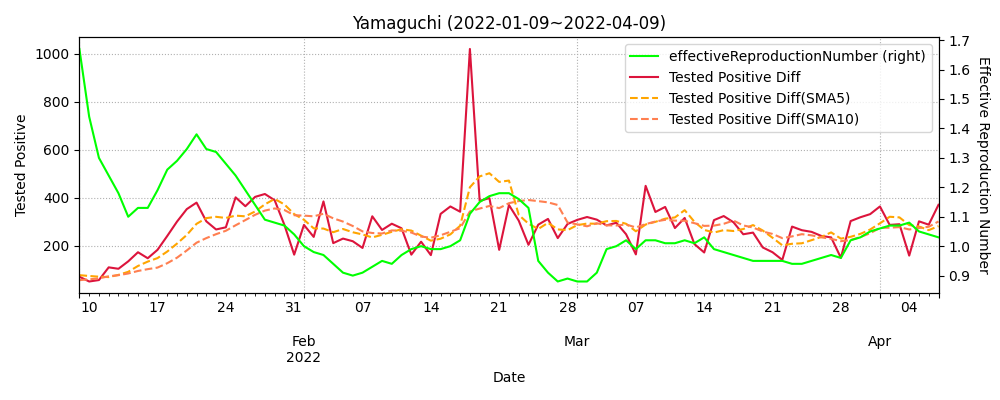 Yamaguchi (2022-01-09~2022-04-09)
effectiveReproductionNumber (right)
Tested Positive Diff
Tested Positive Diff(SMA5)
Tested Positive Diff(SMA10)
Tested Positive
1000
800
600
400
200
1.7
1.6
1.5
1.4
1.3
1.2
1.1
1.0
0.9
Effective Reproduction Number
10 17 24 31 07 14 21 28 07 14 21 28 04
Feb Mar Apr
2022
Date